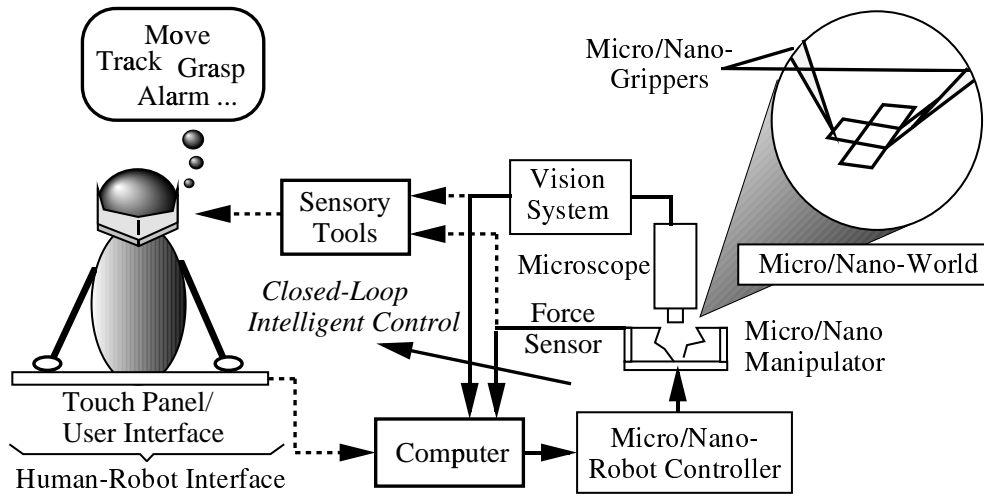 Move
Track Grasp
Alarm ...
Micro/Nano-
Grippers
Sensory
Tools
Vision
System
Microscope
Micro/Nano-World
Closed-Loop
Intelligent Control
Force
Sensor
Micro/Nano
Manipulator
Touch Panel/
User Interface
Human-Robot Interface
Computer
Micro/Nano-
Robot Controller